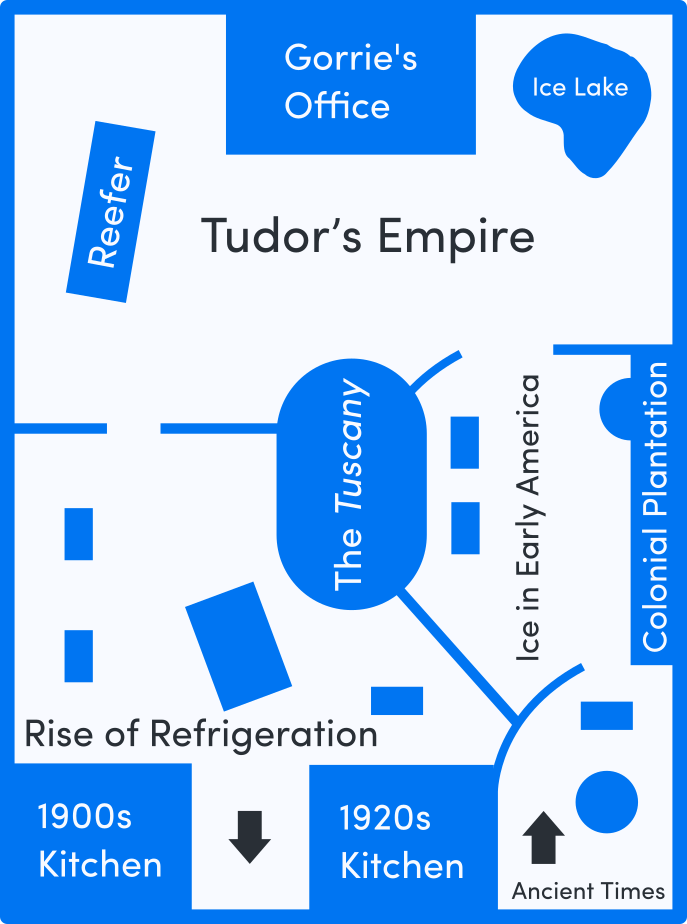 Gorrie's
Office
Ice Lake
Reefer
Tudor’s Empire
The Tuscany
Ice in Early America
Colonial Plantation
Rise of Refrigeration
1900s
Kitchen
1920s
Kitchen
Ancient Times